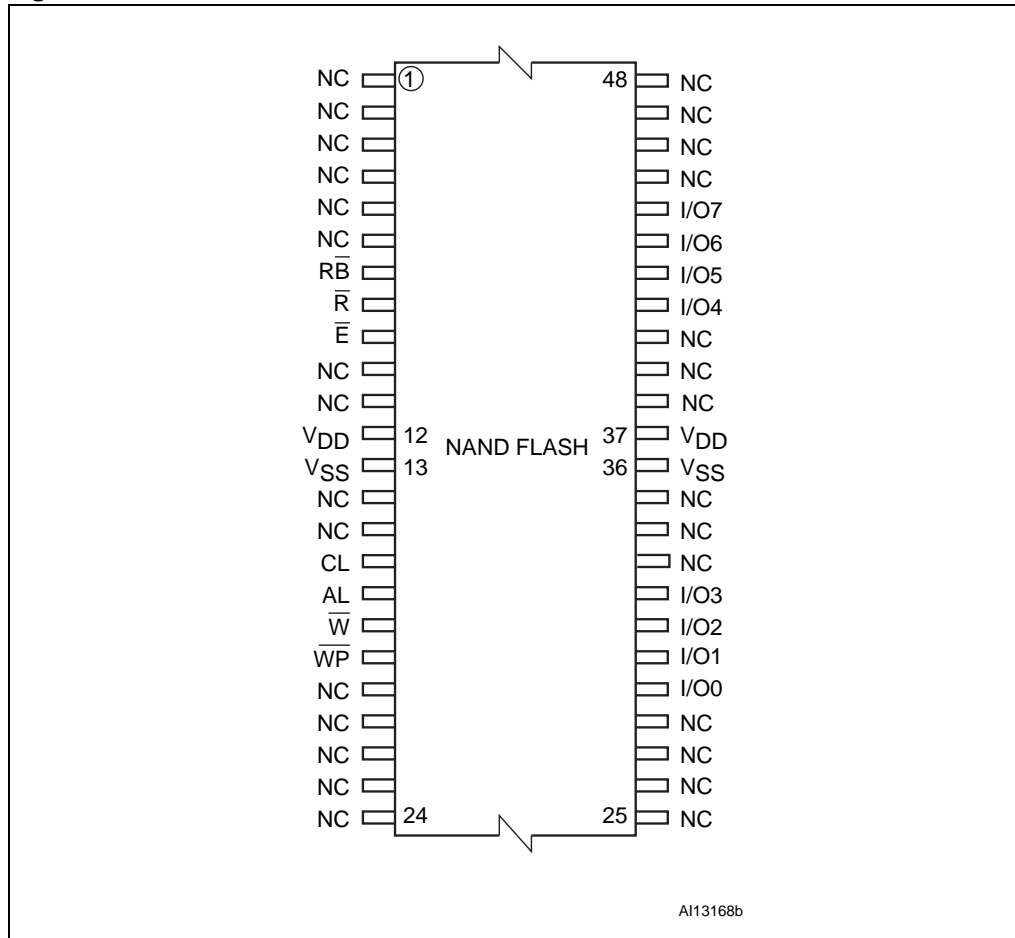 NC 1 48 NC
NC NC
NC NC
NC NC
NC I/O7
NC I/O6
RB̅ I/O5
R̅ I/O4
E̅ NC
NC NC
NC NC
VDD 12 NAND FLASH 37 VDD
VSS 13 36 VSS
NC NC
NC NC
CL NC
AL I/O3
W̅ I/O2
W̅P̅ I/O1
NC I/O0
NC NC
NC NC
NC NC
NC 24 25 NC
AI13168b